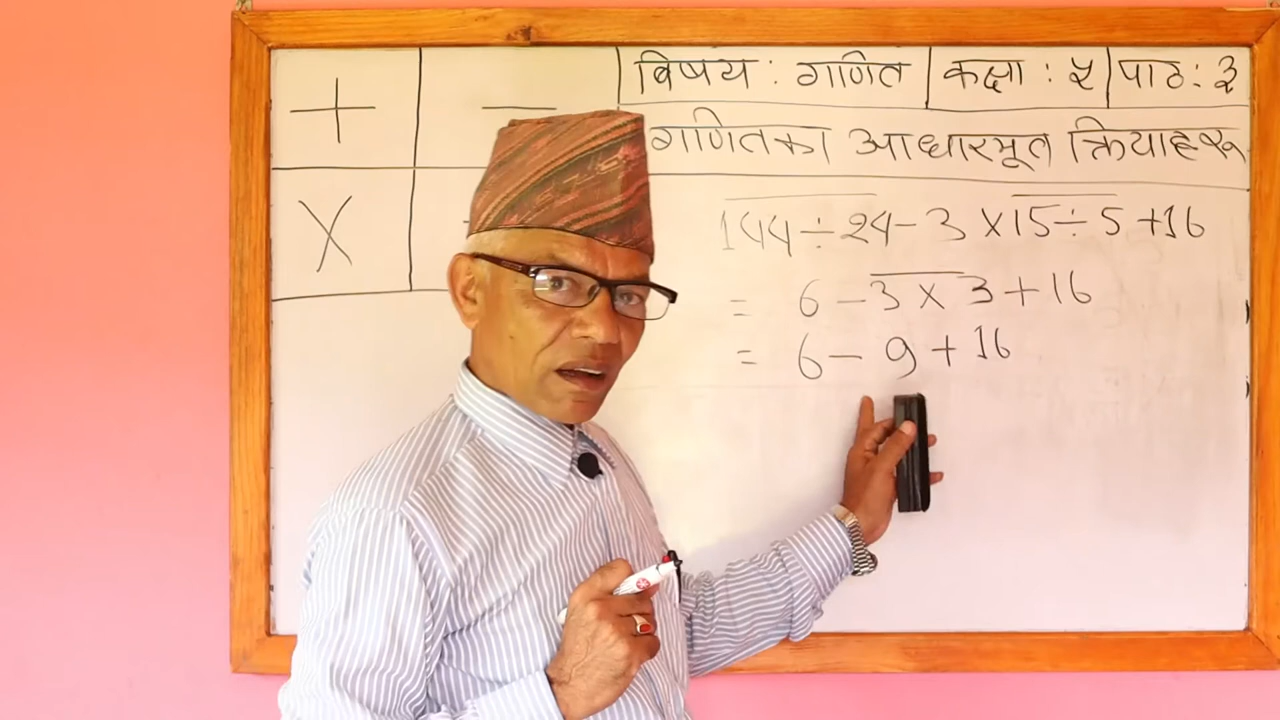 + —
विषय : गणित कक्षा : ५ पाठ : ३
गणितका आधारभूत क्रियाहरू
×
144 ÷ 24 - 3 × 15 ÷ 5 + 16
= 6 - 3 × 3 + 16
= 6 - 9 + 16